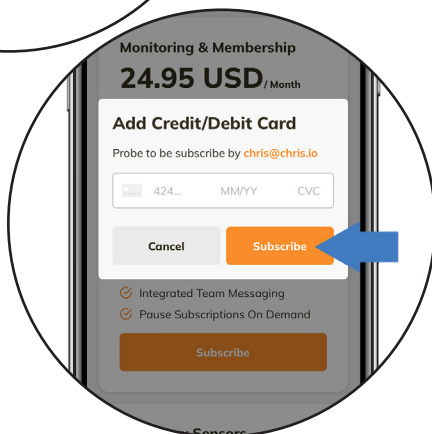 Monitoring & Membership
24.95 USD/ Month
Add Credit/Debit Card
Probe to be subscribe by chris@chris.io
424... MM/YY CVC
Cancel Subscribe
Integrated Team Messaging
Pause Subscriptions On Demand
Subscribe
Sensors